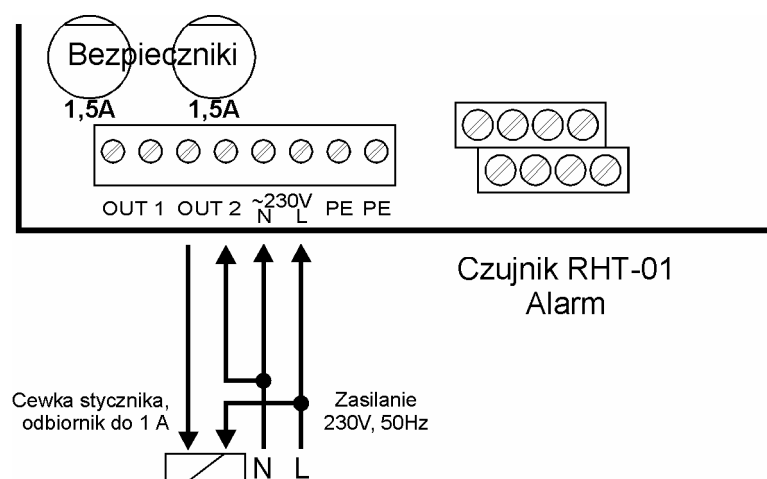 Bezpieczniki
1,5A 1,5A
OUT 1 OUT 2 ~230V PE PE
N L
Czujnik RHT-01
Alarm
Cewka stycznika,
odbiornik do 1 A
Zasilanie
230V, 50Hz
N L